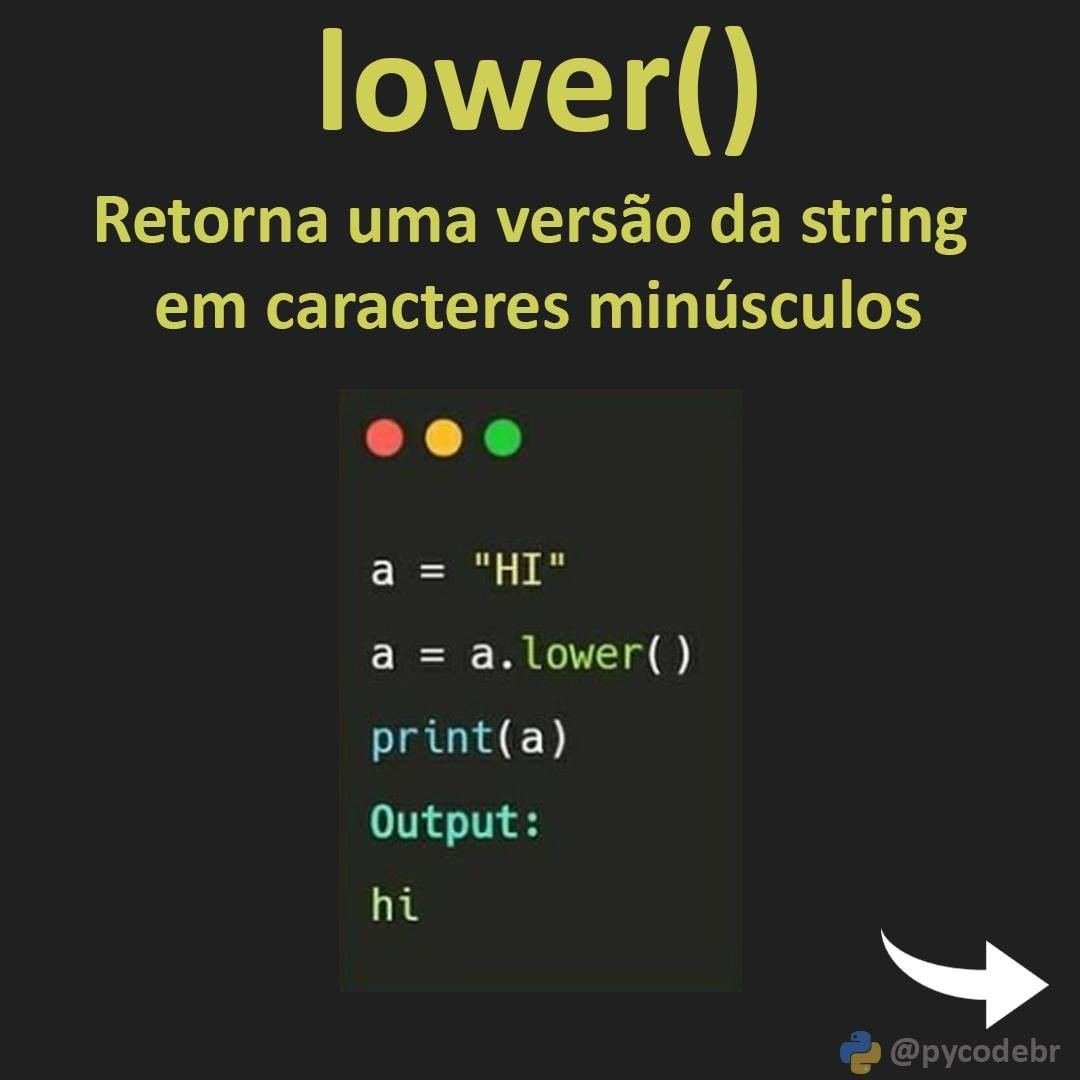 lower()
Retorna uma versão da string
em caracteres minúsculos
a = "HI"
a = a.lower()
print(a)
Output:
hi
@pycodebr